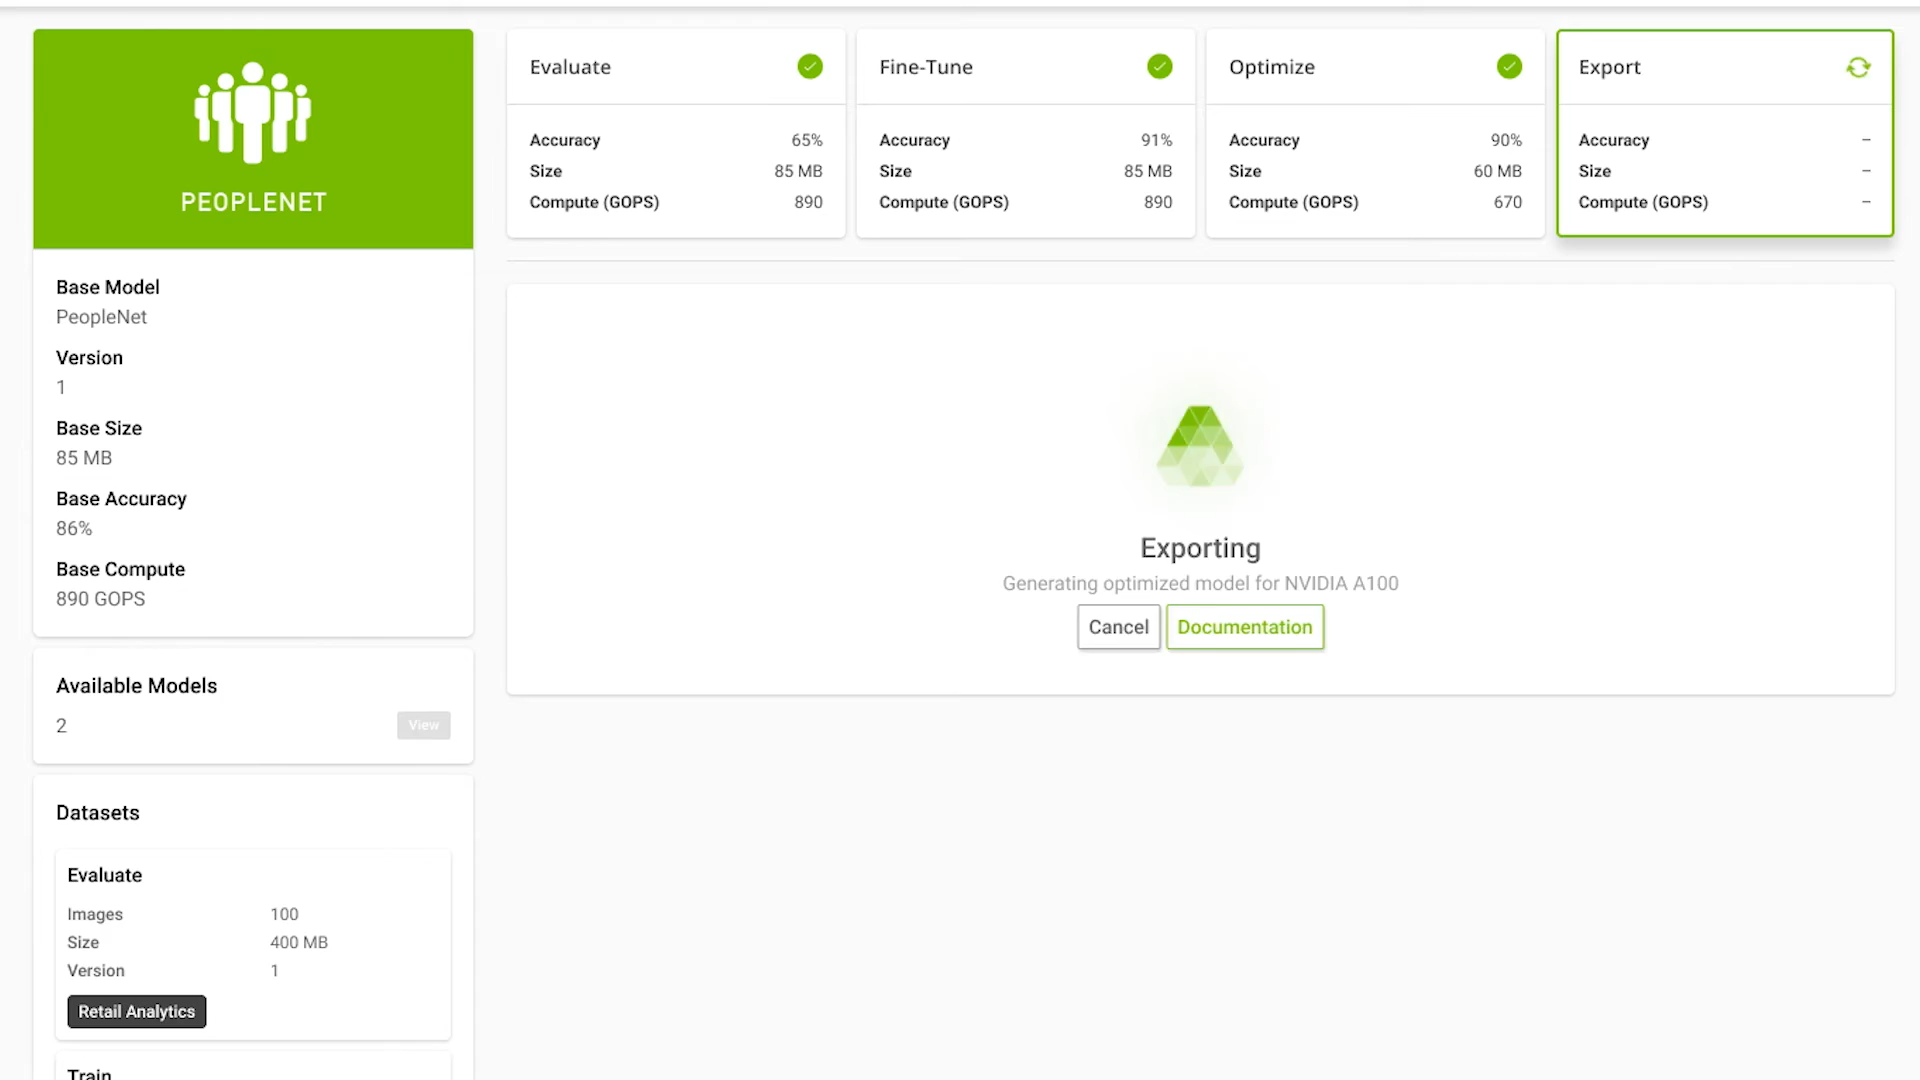 PEOPLENET
Base Model
PeopleNet
Version
1
Base Size
85 MB
Base Accuracy
86%
Base Compute
890 GOPS
Available Models
2 View
Datasets
Evaluate
Images 100
Size 400 MB
Version 1
Retail Analytics
Train
Evaluate
Accuracy 65%
Size 85 MB
Compute (GOPS) 890
Fine-Tune
Accuracy 91%
Size 85 MB
Compute (GOPS) 890
Optimize
Accuracy 90%
Size 60 MB
Compute (GOPS) 670
Export
Accuracy –
Size –
Compute (GOPS) –
Exporting
Generating optimized model for NVIDIA A100
Cancel Documentation